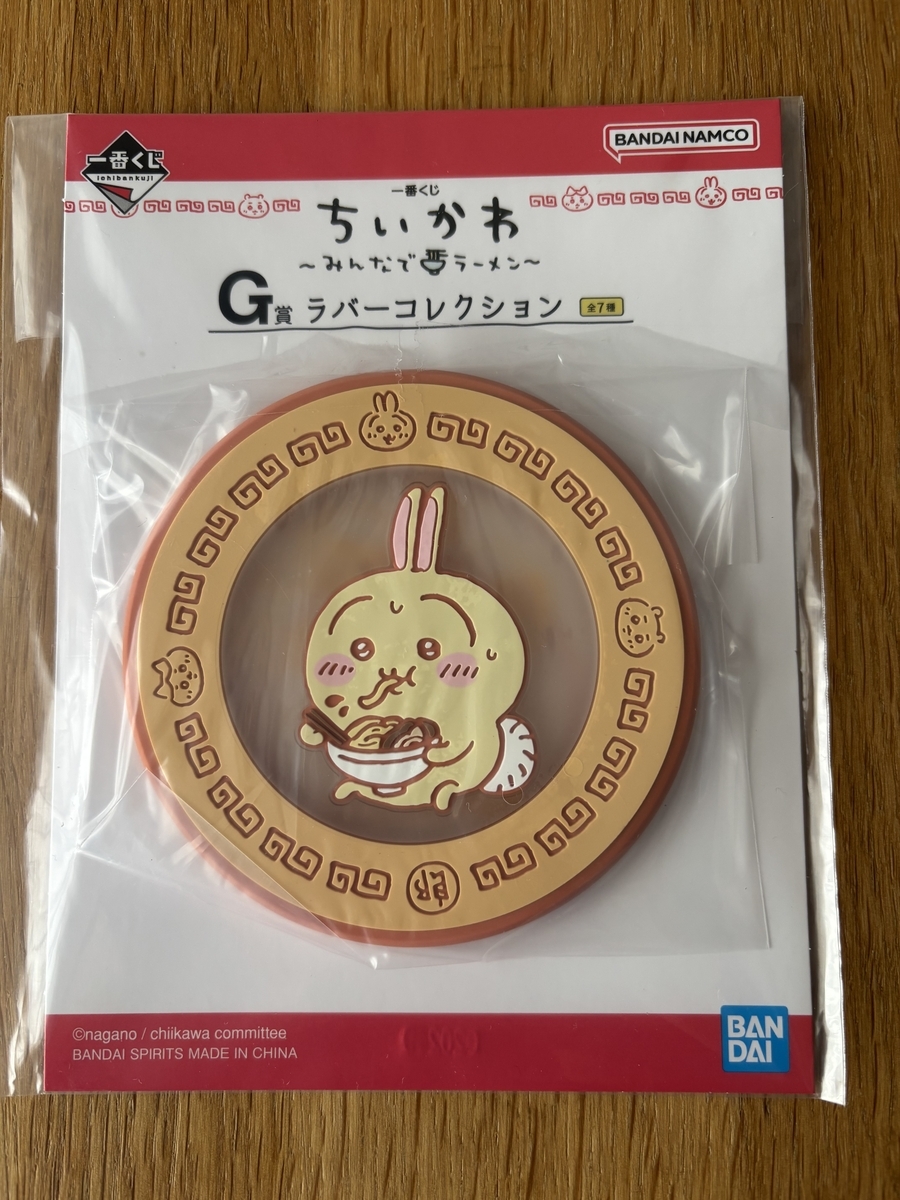 一番くじ
ichibankuji
BANDAI NAMCO
一番くじ
ちいかわ
〜みんなでラーメン〜
G賞 ラバーコレクション 全7種
郎
©nagano / chiikawa committee
BANDAI SPIRITS MADE IN CHINA
BAN
DAI